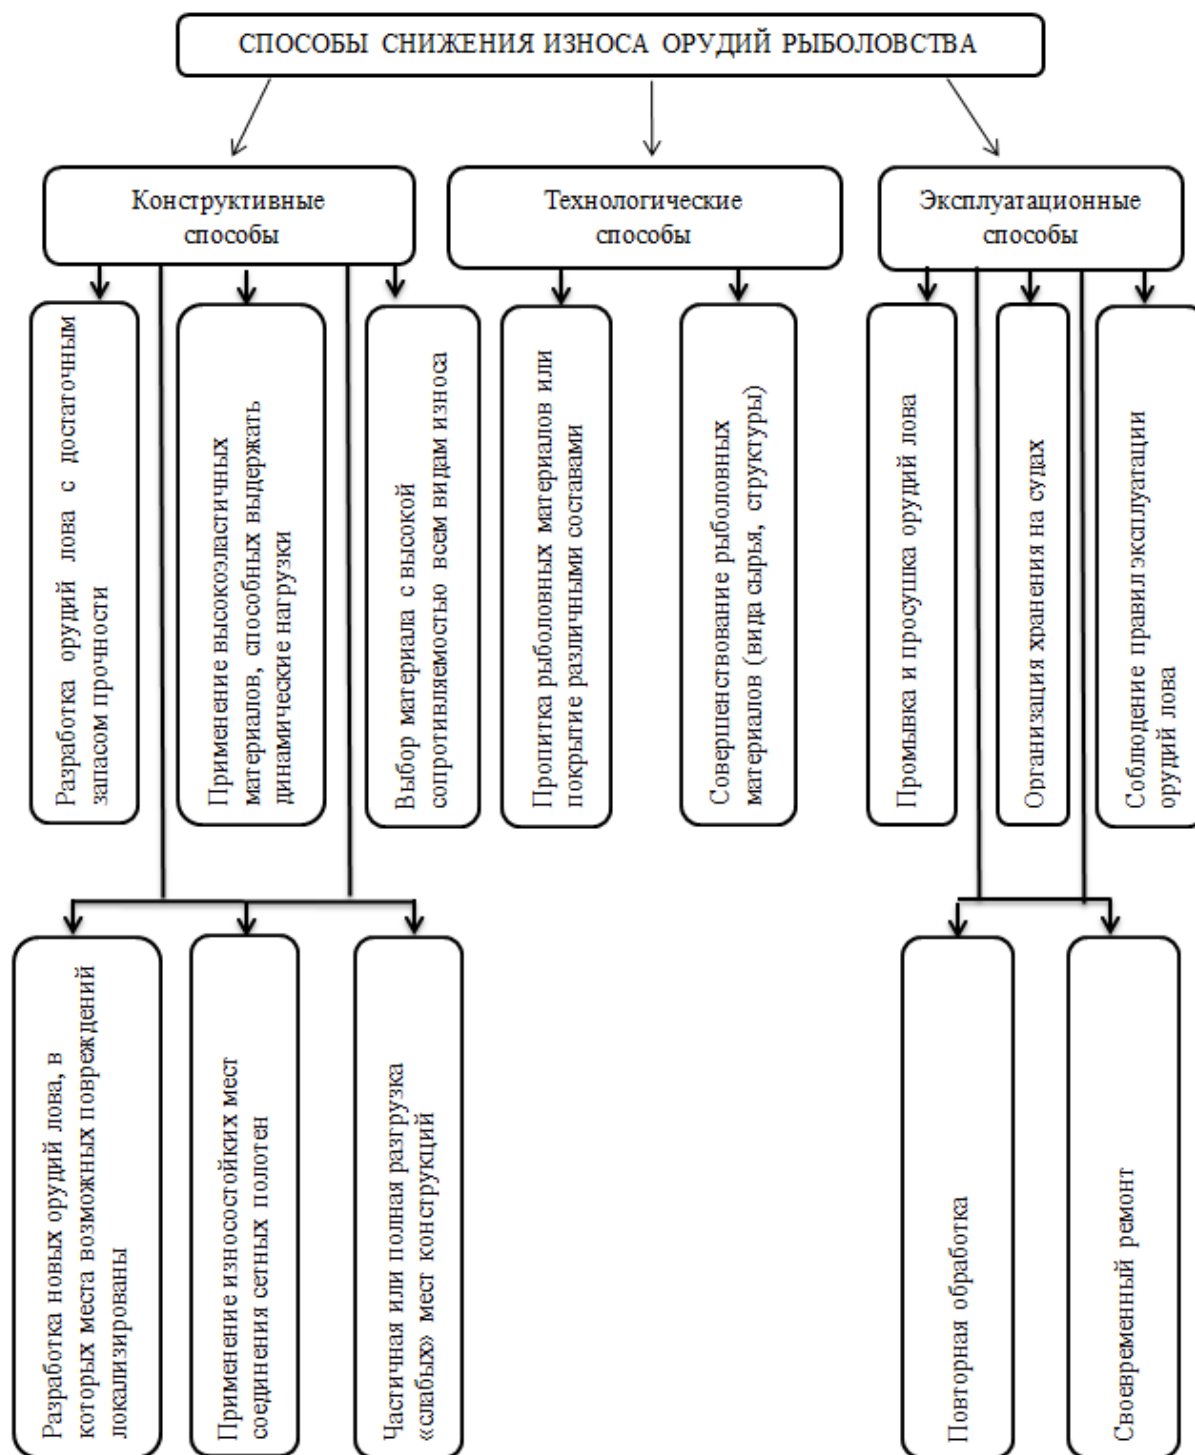 СПОСОБЫ СНИЖЕНИЯ ИЗНОСА ОРУДИЙ РЫБОЛОВСТВА
Конструктивные
способы
Технологические
способы
Эксплуатационные
способы
Разработка орудий лова с достаточным
запасом прочности
Применение высокоэластичных
материалов, способных выдержать
динамические нагрузки
Выбор материала с высокой
сопротивляемостью всем видам износа
Пропитка рыболовных материалов или
покрытие различными составами
Совершенствование рыболовных
материалов (вида сырья, структуры)
Промывка и просушка орудий лова
Организация хранения на судах
Соблюдение правил эксплуатации
орудий лова
Разработка новых орудий лова, в
которых места возможных повреждений
локализированы
Применение износостойких мест
соединения сетных полотен
Частичная или полная разгрузка
«слабых» мест конструкций
Повторная обработка
Своевременный ремонт